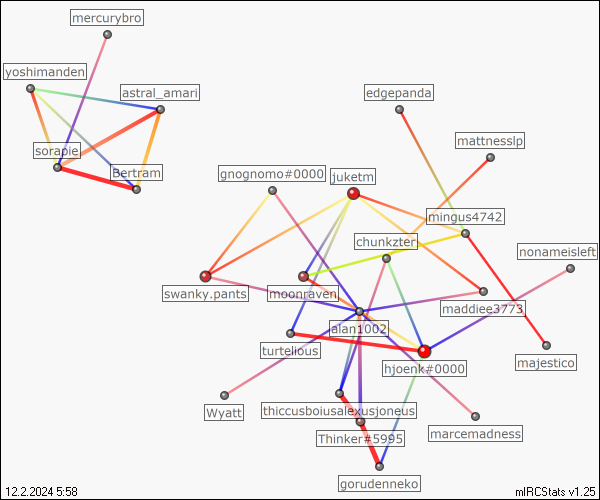 mercurybro
yoshimanden
astral_amari
edgepanda
mattnesslp
sorapie
Bertram
gnognomo#0000
juketm
mingus4742
chunkzter
nonameisleft
swanky.pants
moonraven
maddiee3773
alan1002
turtelious
hjoenk#0000
majestico
Wyatt
thiccusboiusalexusjoneus
marcemadness
Thinker#5995
gorudenneko
12.2.2024 5:58
mIRCStats v1.25